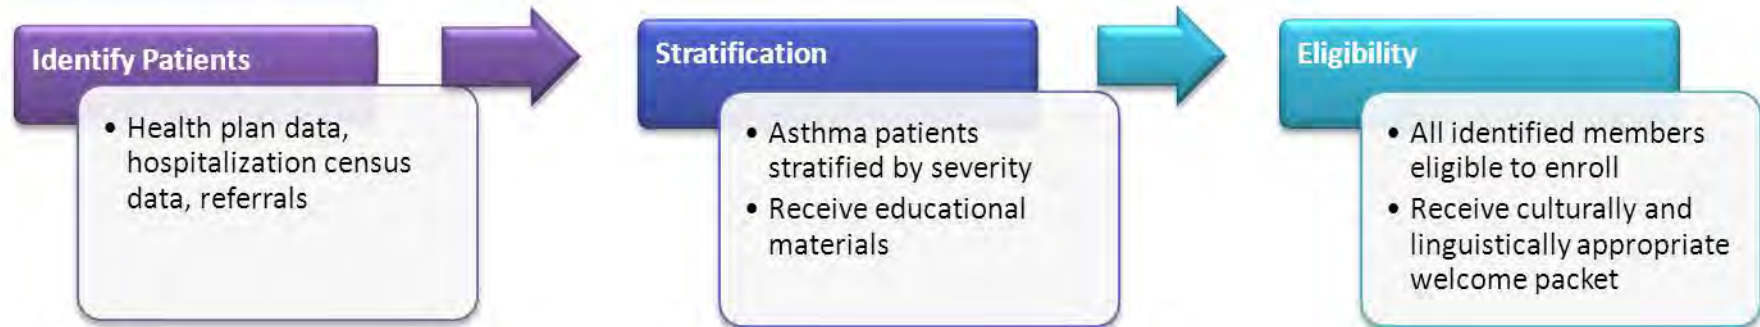 Identify Patients
• Health plan data,
hospitalization census
data, referrals
Stratification
• Asthma patients
stratified by severity
• Receive educational
materials
Eligibility
• All identified members
eligible to enroll
• Receive culturally and
linguistically appropriate
welcome packet